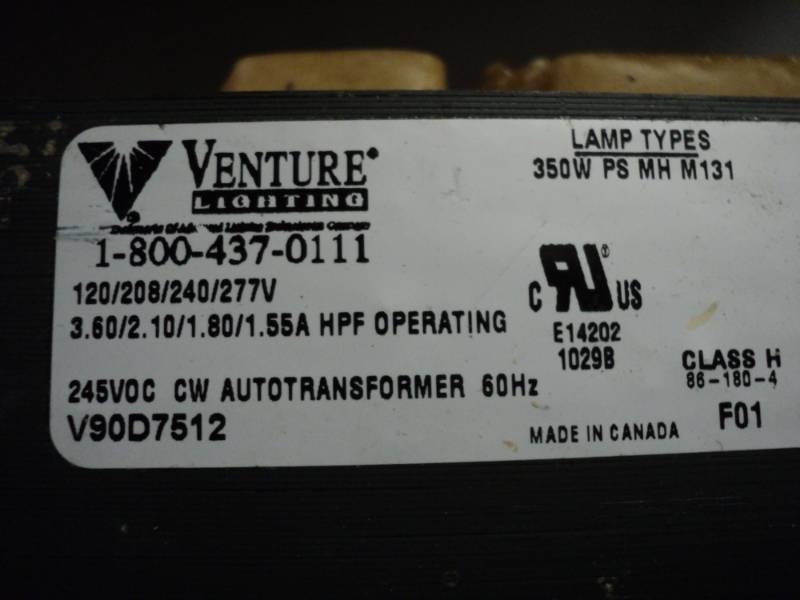 VENTURE®
LIGHTING
®
1-800-437-0111
120/208/240/277V
3.60/2.10/1.80/1.55A HPF OPERATING
245VOC CW AUTOTRANSFORMER 60Hz
V90D7512
LAMP TYPES
350W PS MH M131
C RU® US
E14202
1029B
CLASS H
86-180-4
MADE IN CANADA
F01